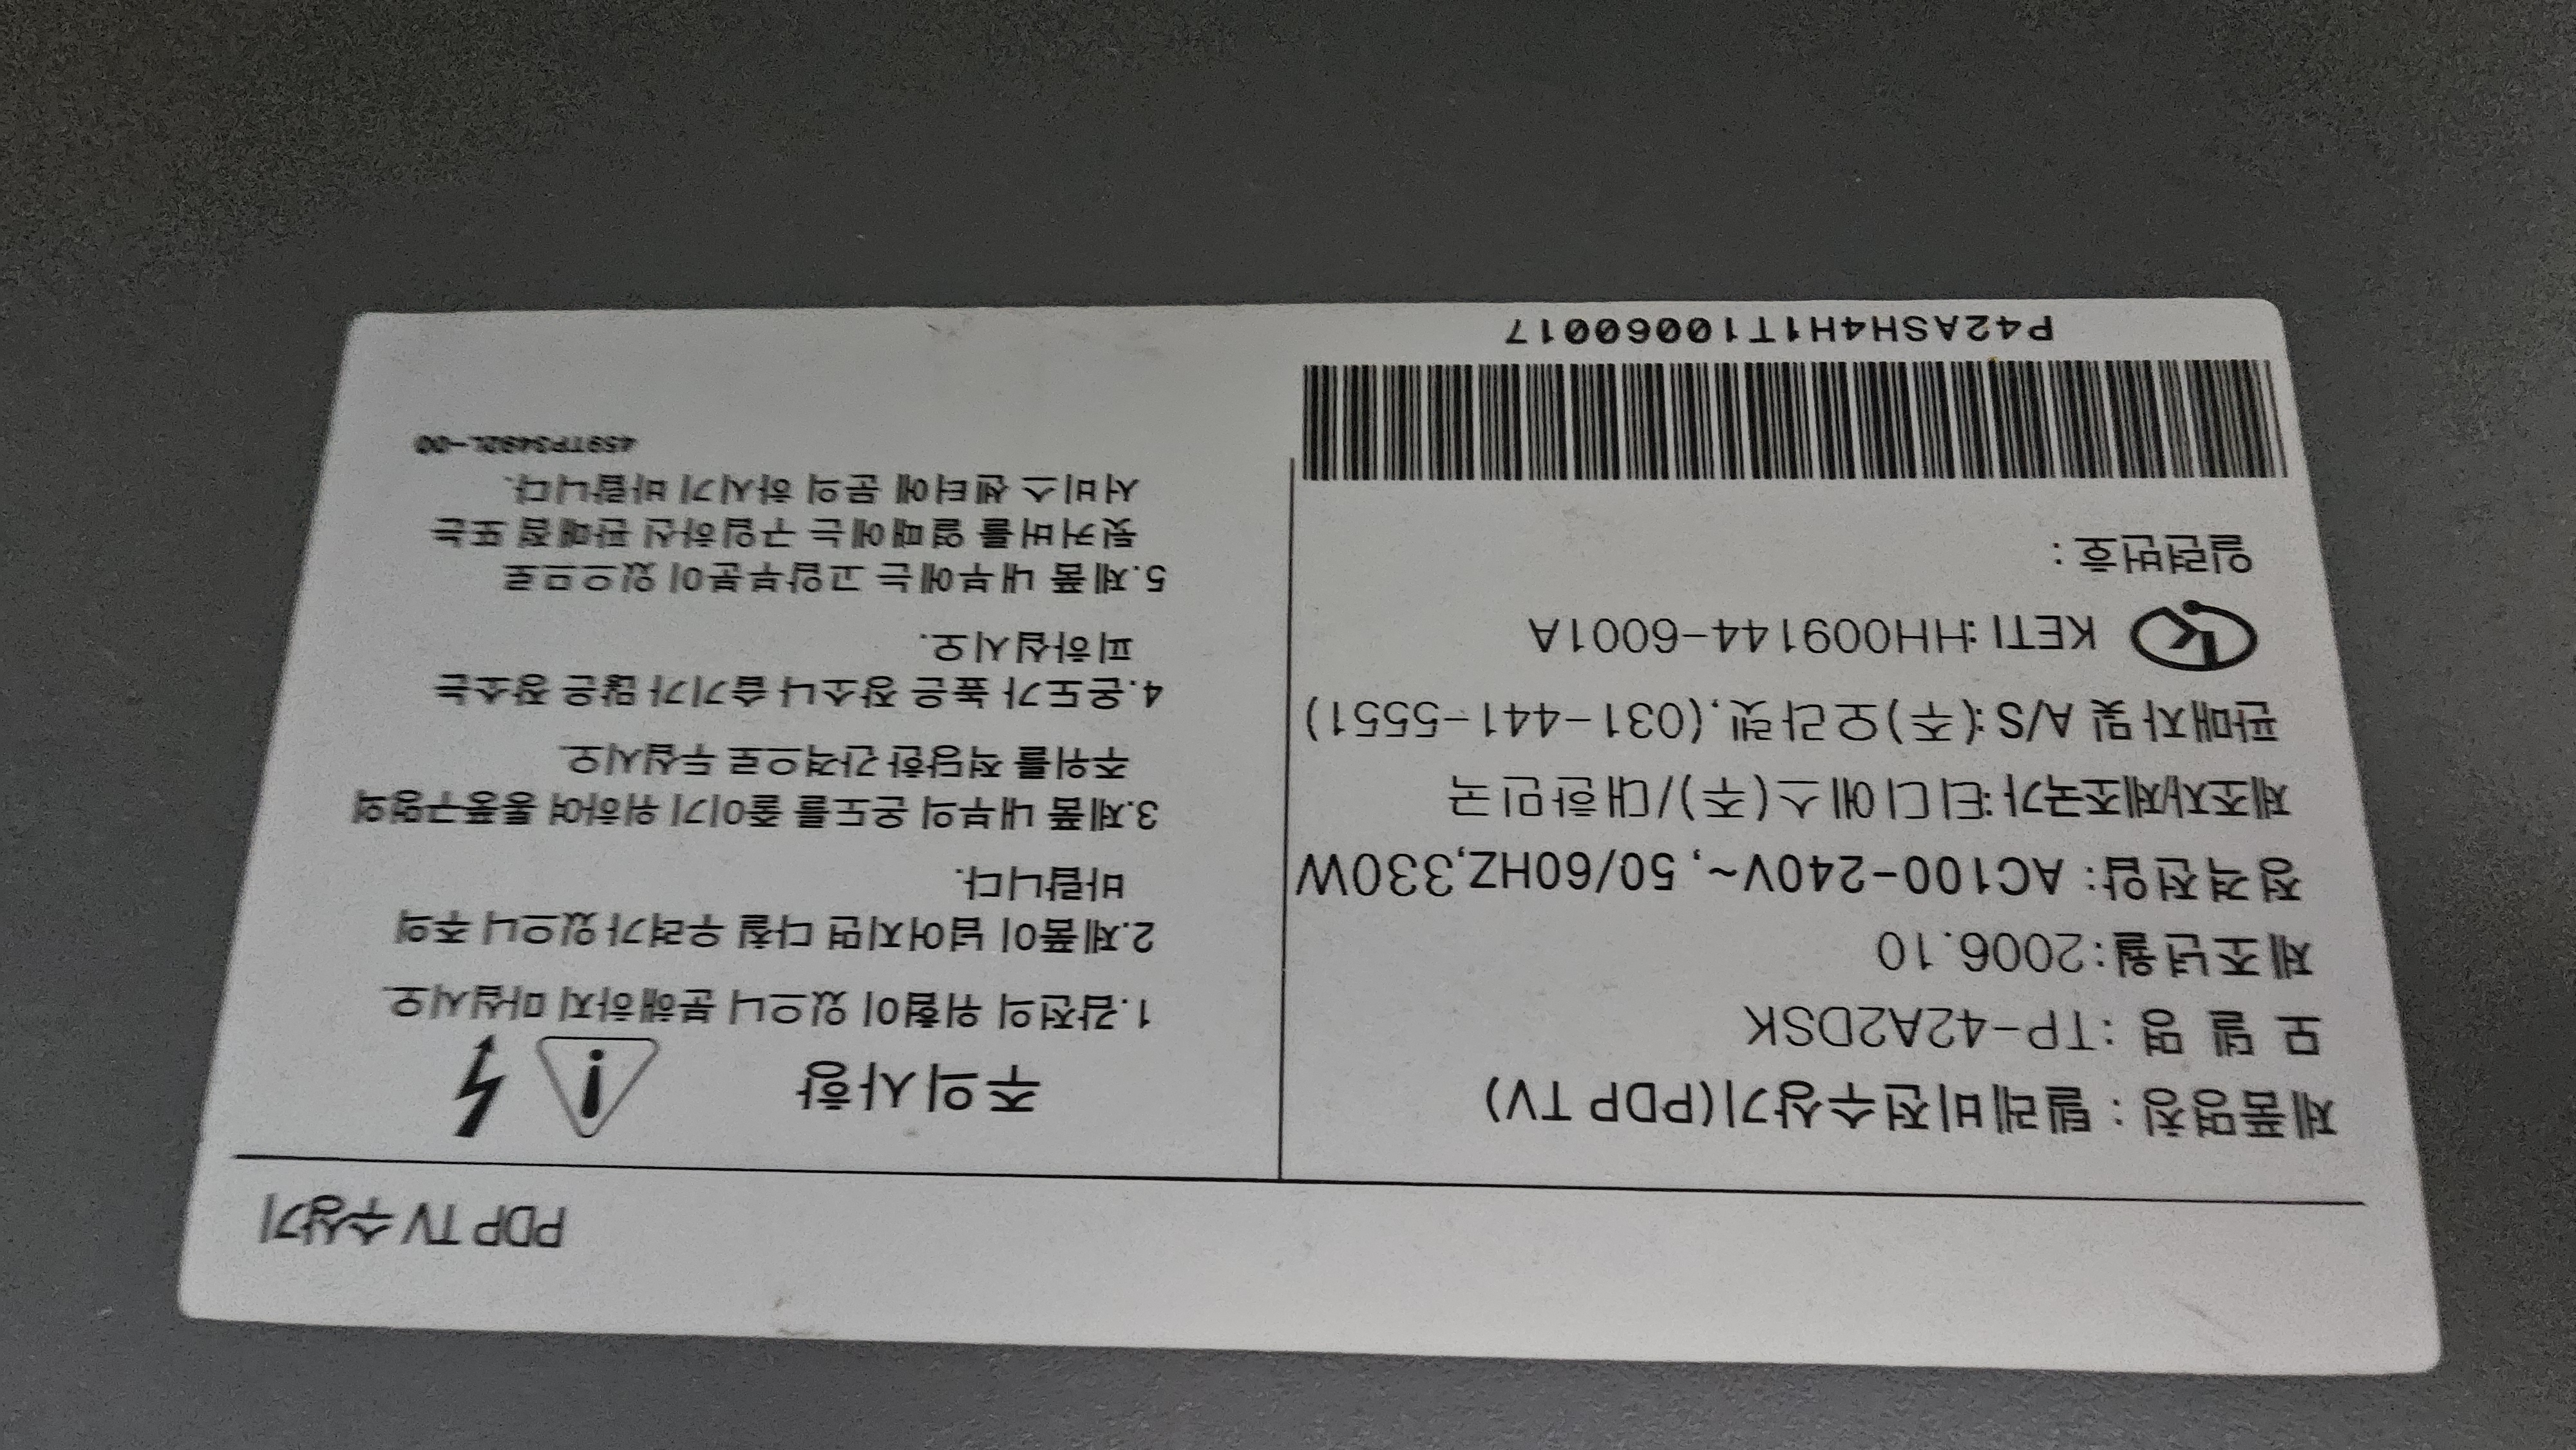 PDP TV 수상기
제품명칭 : 텔레비전수상기(PDP TV)
모 델 명 :TP-42A2DSK
제조년월:2006.10
정격전압: AC100-240V~, 50/60HZ,330W
제조자/제조국가:티디에스(주)/대한민국
판매자 및 A/S:(주)오리랫.(031-441-5551)
KETI:HH009144-6001A
일련번호:
P42ASH4H1T10060017
주의사항
1.감전의 위험이 있으니 분해하지 마십시오.
2.제품이 넘어지면 다칠 우려가 있으니 주의
바랍니다.
3.제품 내부의 온도를 줄이기 위하여 통풍구멍의
주위를 적당한 간격으로 두십시오.
4.온도가 높은 장소나 습기가 많은 장소는
피하십시오.
5.제품 내부에는 고압부분이 있으므로
뒷커버를 열때에는 구입하신 판매점 또는
서비스 센터에 문의 하시기 바랍니다.
459TP3492L-00